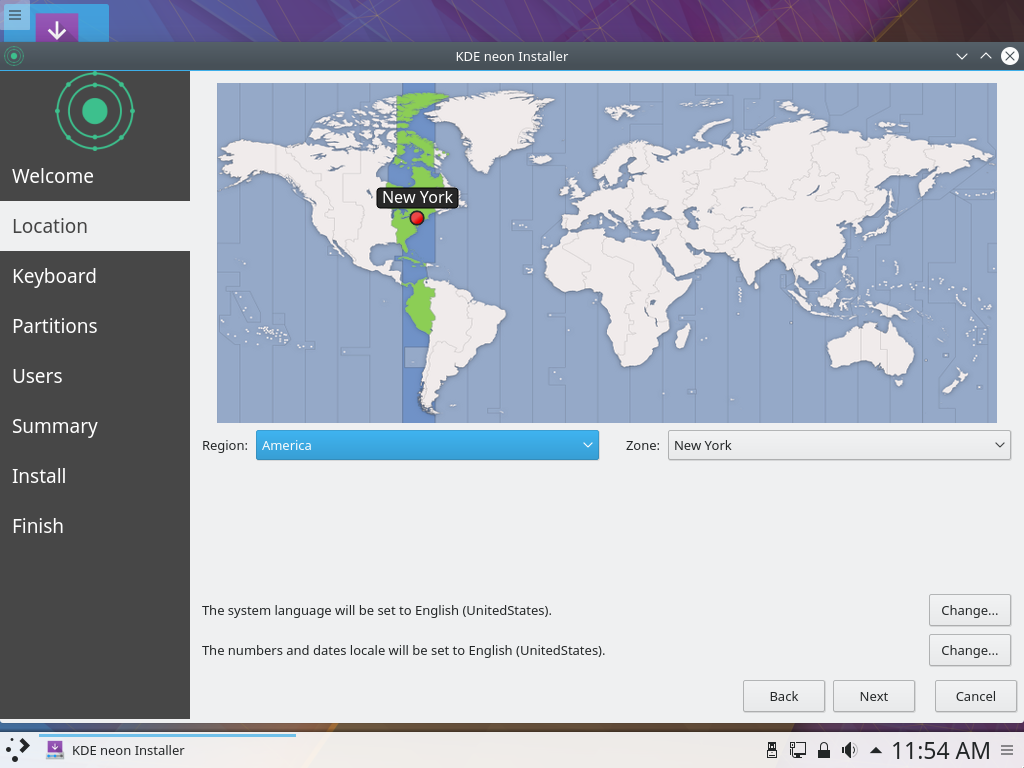 KDE neon Installer
Welcome
Location
Keyboard
Partitions
Users
Summary
Install
Finish
New York
Region: America Zone: New York
The system language will be set to English (UnitedStates). Change...
The numbers and dates locale will be set to English (UnitedStates). Change...
Back Next Cancel
KDE neon Installer 11:54 AM